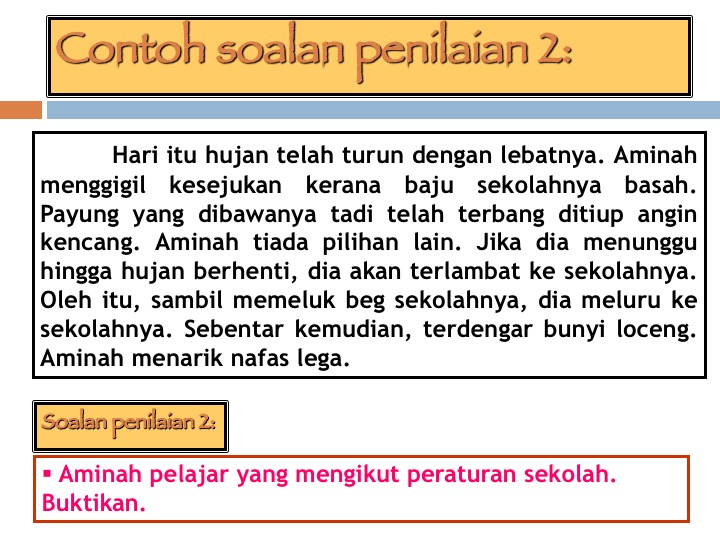 Contoh soalan penilaian 2:
Hari itu hujan telah turun dengan lebatnya. Aminah
menggigil kesejukan kerana baju sekolahnya basah.
Payung yang dibawanya tadi telah terbang ditiup angin
kencang. Aminah tiada pilihan lain. Jika dia menunggu
hingga hujan berhenti, dia akan terlambat ke sekolahnya.
Oleh itu, sambil memeluk beg sekolahnya, dia meluru ke
sekolahnya. Sebentar kemudian, terdengar bunyi loceng.
Aminah menarik nafas lega.
Soalan penilaian 2:
▪ Aminah pelajar yang mengikut peraturan sekolah.
Buktikan.